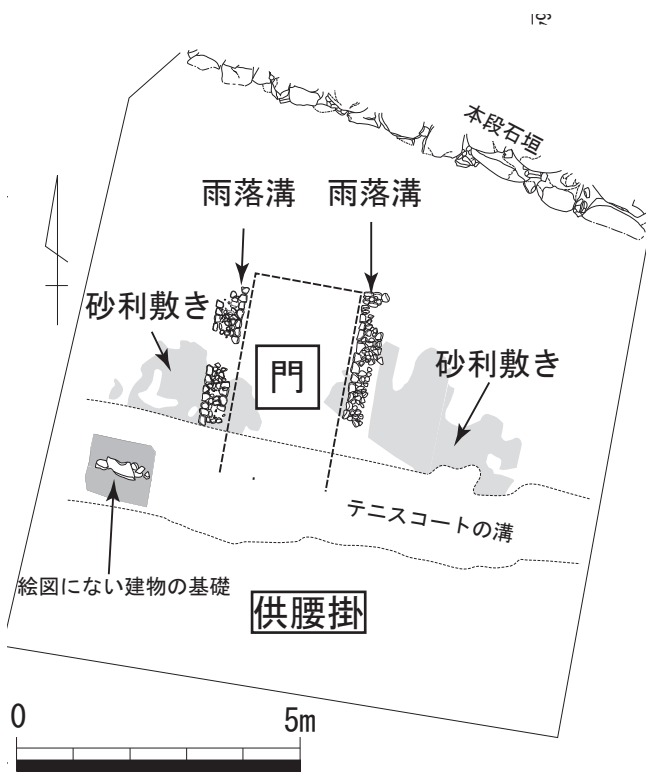 本段石垣
雨落溝
雨落溝
砂利敷き
砂利敷き
門
テニスコートの溝
絵図にない建物の基礎
供腰掛
0
5m